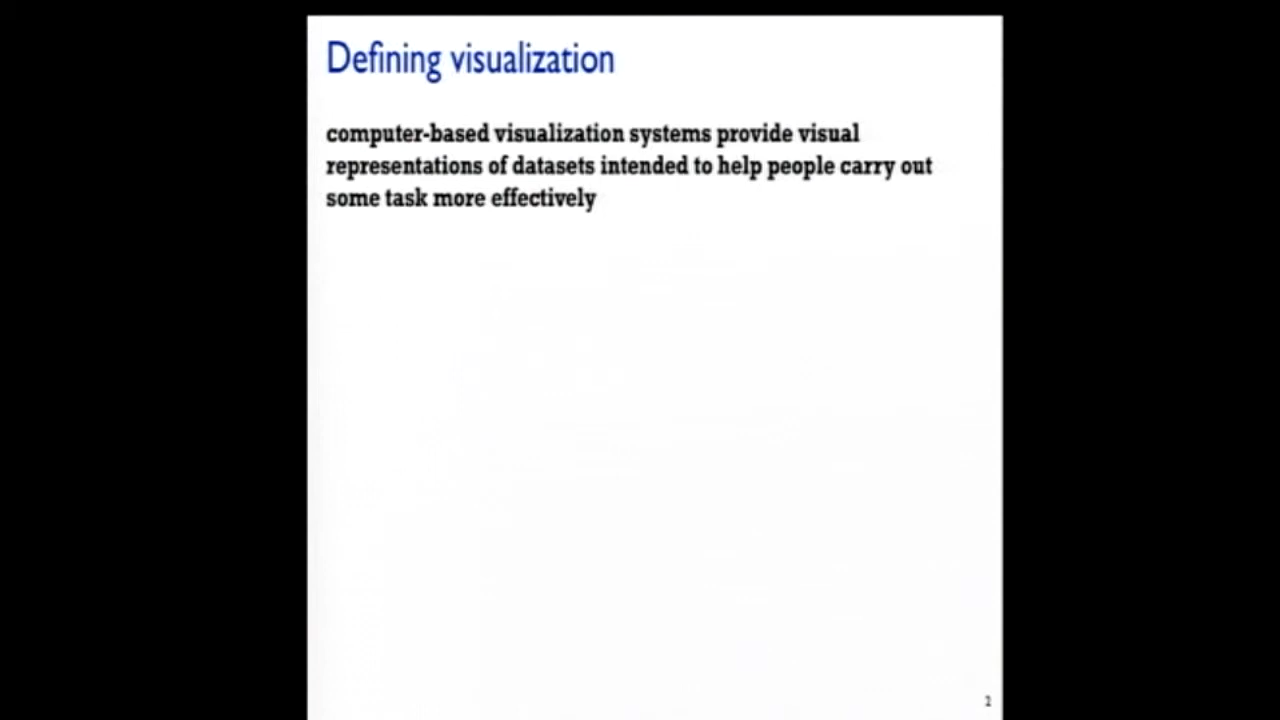 Defining visualization
computer-based visualization systems provide visual
representations of datasets intended to help people carry out
some task more effectively
2